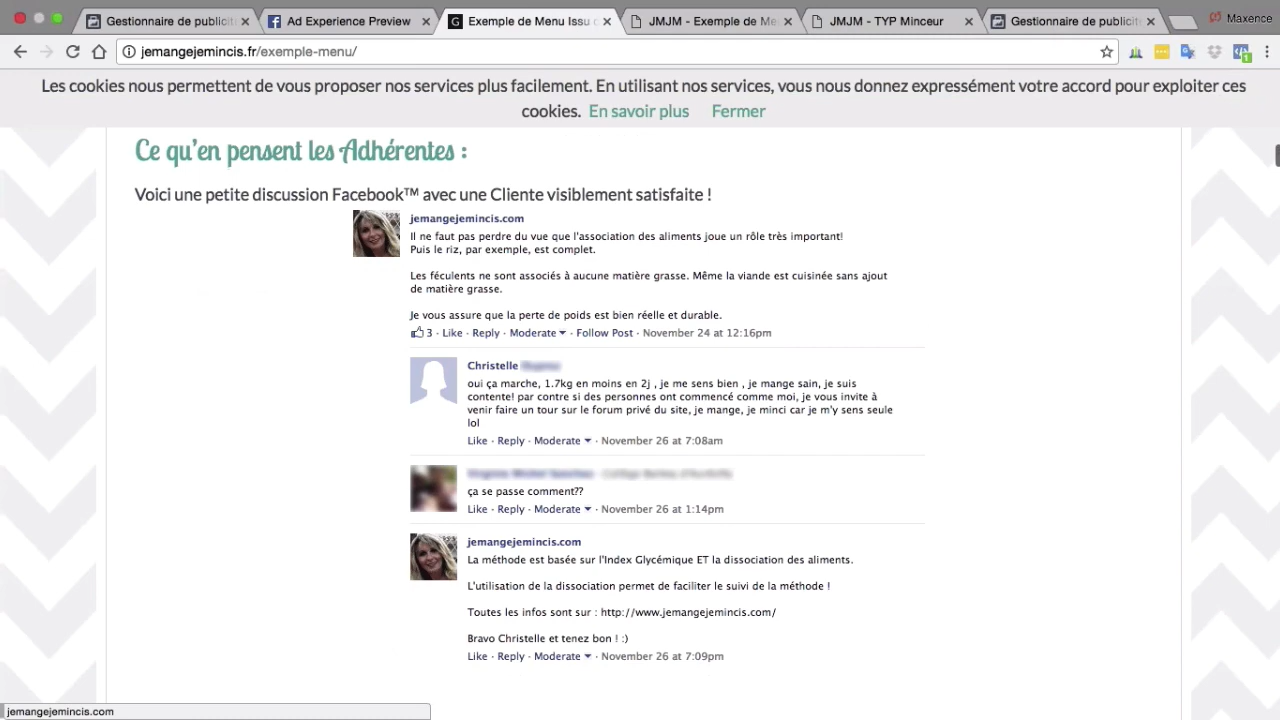 Gestionnaire de publicit
Ad Experience Preview
Exemple de Menu Issu d
JMJM - Exemple de Me
JMJM - TYP Minceur
Gestionnaire de publicit
Maxence
jemangejemincis.fr/exemple-menu/
1
Les cookies nous permettent de vous proposer nos services plus facilement. En utilisant nos services, vous nous donnez expressément votre accord pour exploiter ces
cookies. En savoir plus Fermer
Ce qu'en pensent les Adhérentes :
Voici une petite discussion Facebook™ avec une Cliente visiblement satisfaite !
jemangejemincis.com
Il ne faut pas perdre du vue que l'association des aliments joue un rôle très important!
Puis le riz, par exemple, est complet.
Les féculents ne sont associés à aucune matière grasse. Même la viande est cuisinée sans ajout
de matière grasse.
Je vous assure que la perte de poids est bien réelle et durable.
3 · Like · Reply · Moderate · Follow Post · November 24 at 12:16pm
Christelle
oui ça marche, 1.7kg en moins en 2j , je me sens bien , je mange sain, je suis
contente! par contre si des personnes ont commencé comme moi, je vous invite à
venir faire un tour sur le forum privé du site, je mange, je minci car je m'y sens seule
lol
Like · Reply · Moderate · November 26 at 7:08am
ça se passe comment??
Like · Reply · Moderate · November 26 at 1:14pm
jemangejemincis.com
La méthode est basée sur l'Index Glycémique ET la dissociation des aliments.
L'utilisation de la dissociation permet de faciliter le suivi de la méthode !
Toutes les infos sont sur : http://www.jemangejemincis.com/
Bravo Christelle et tenez bon ! :)
Like · Reply · Moderate · November 26 at 7:09pm
jemangejemincis.com